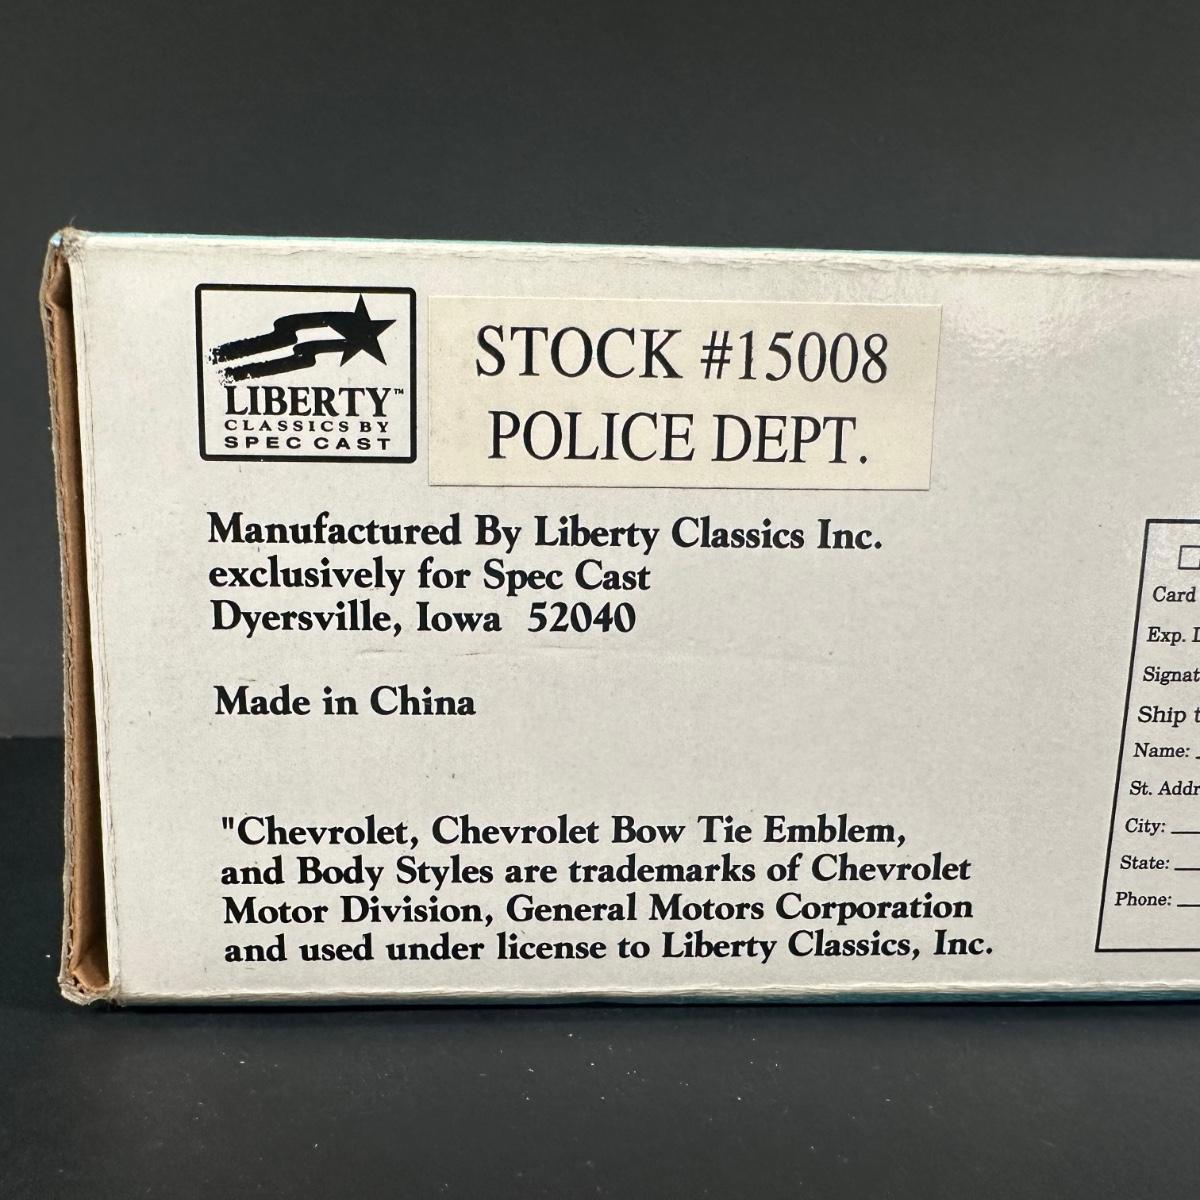 LIBERTY™
CLASSICS BY
SPEC CAST
STOCK #15008
POLICE DEPT.
Manufactured By Liberty Classics Inc.
exclusively for Spec Cast
Dyersville, Iowa 52040
Made in China
"Chevrolet, Chevrolet Bow Tie Emblem,
and Body Styles are trademarks of Chevrolet
Motor Division, General Motors Corporation
and used under license to Liberty Classics, Inc.
Card
Exp.
Ship
Name:
St.
City:
State:
Phone: